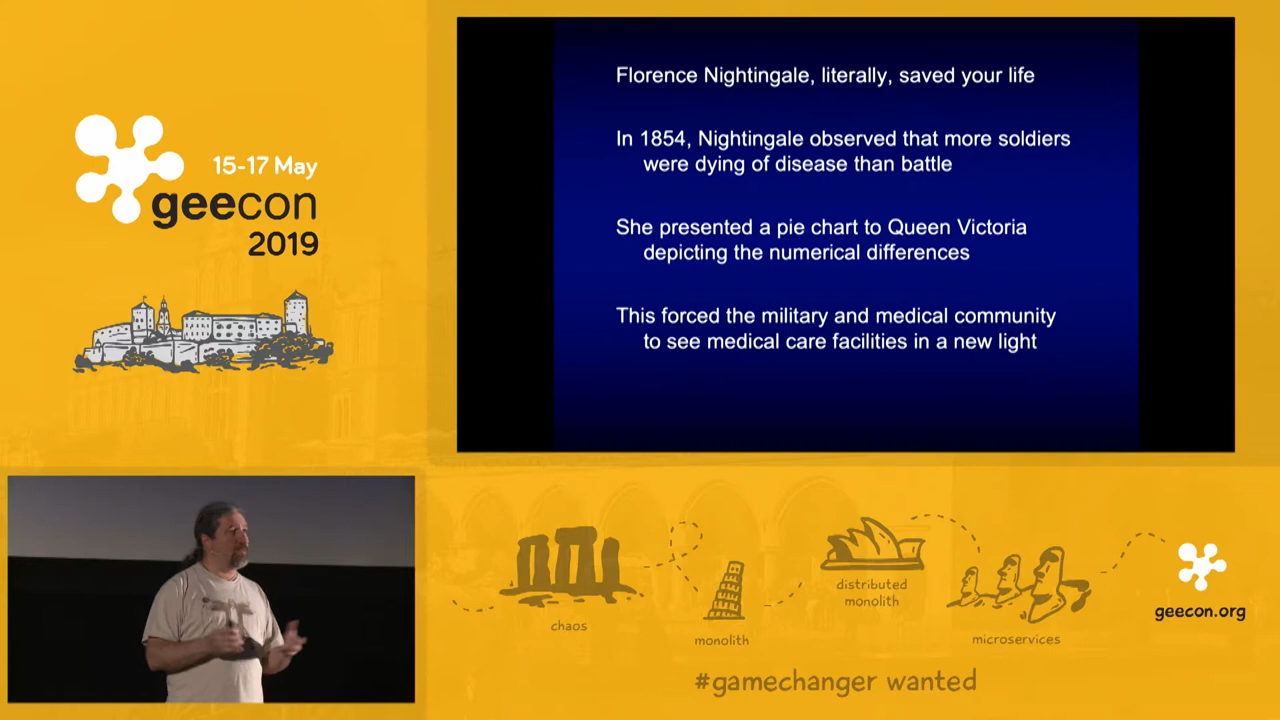 15-17 May
geecon
2019
Florence Nightingale, literally, saved your life
In 1854, Nightingale observed that more soldiers
were dying of disease than battle
She presented a pie chart to Queen Victoria
depicting the numerical differences
This forced the military and medical community
to see medical care facilities in a new light
chaos
monolith
distributed
monolith
microservices
geecon.org
#gamechanger wanted